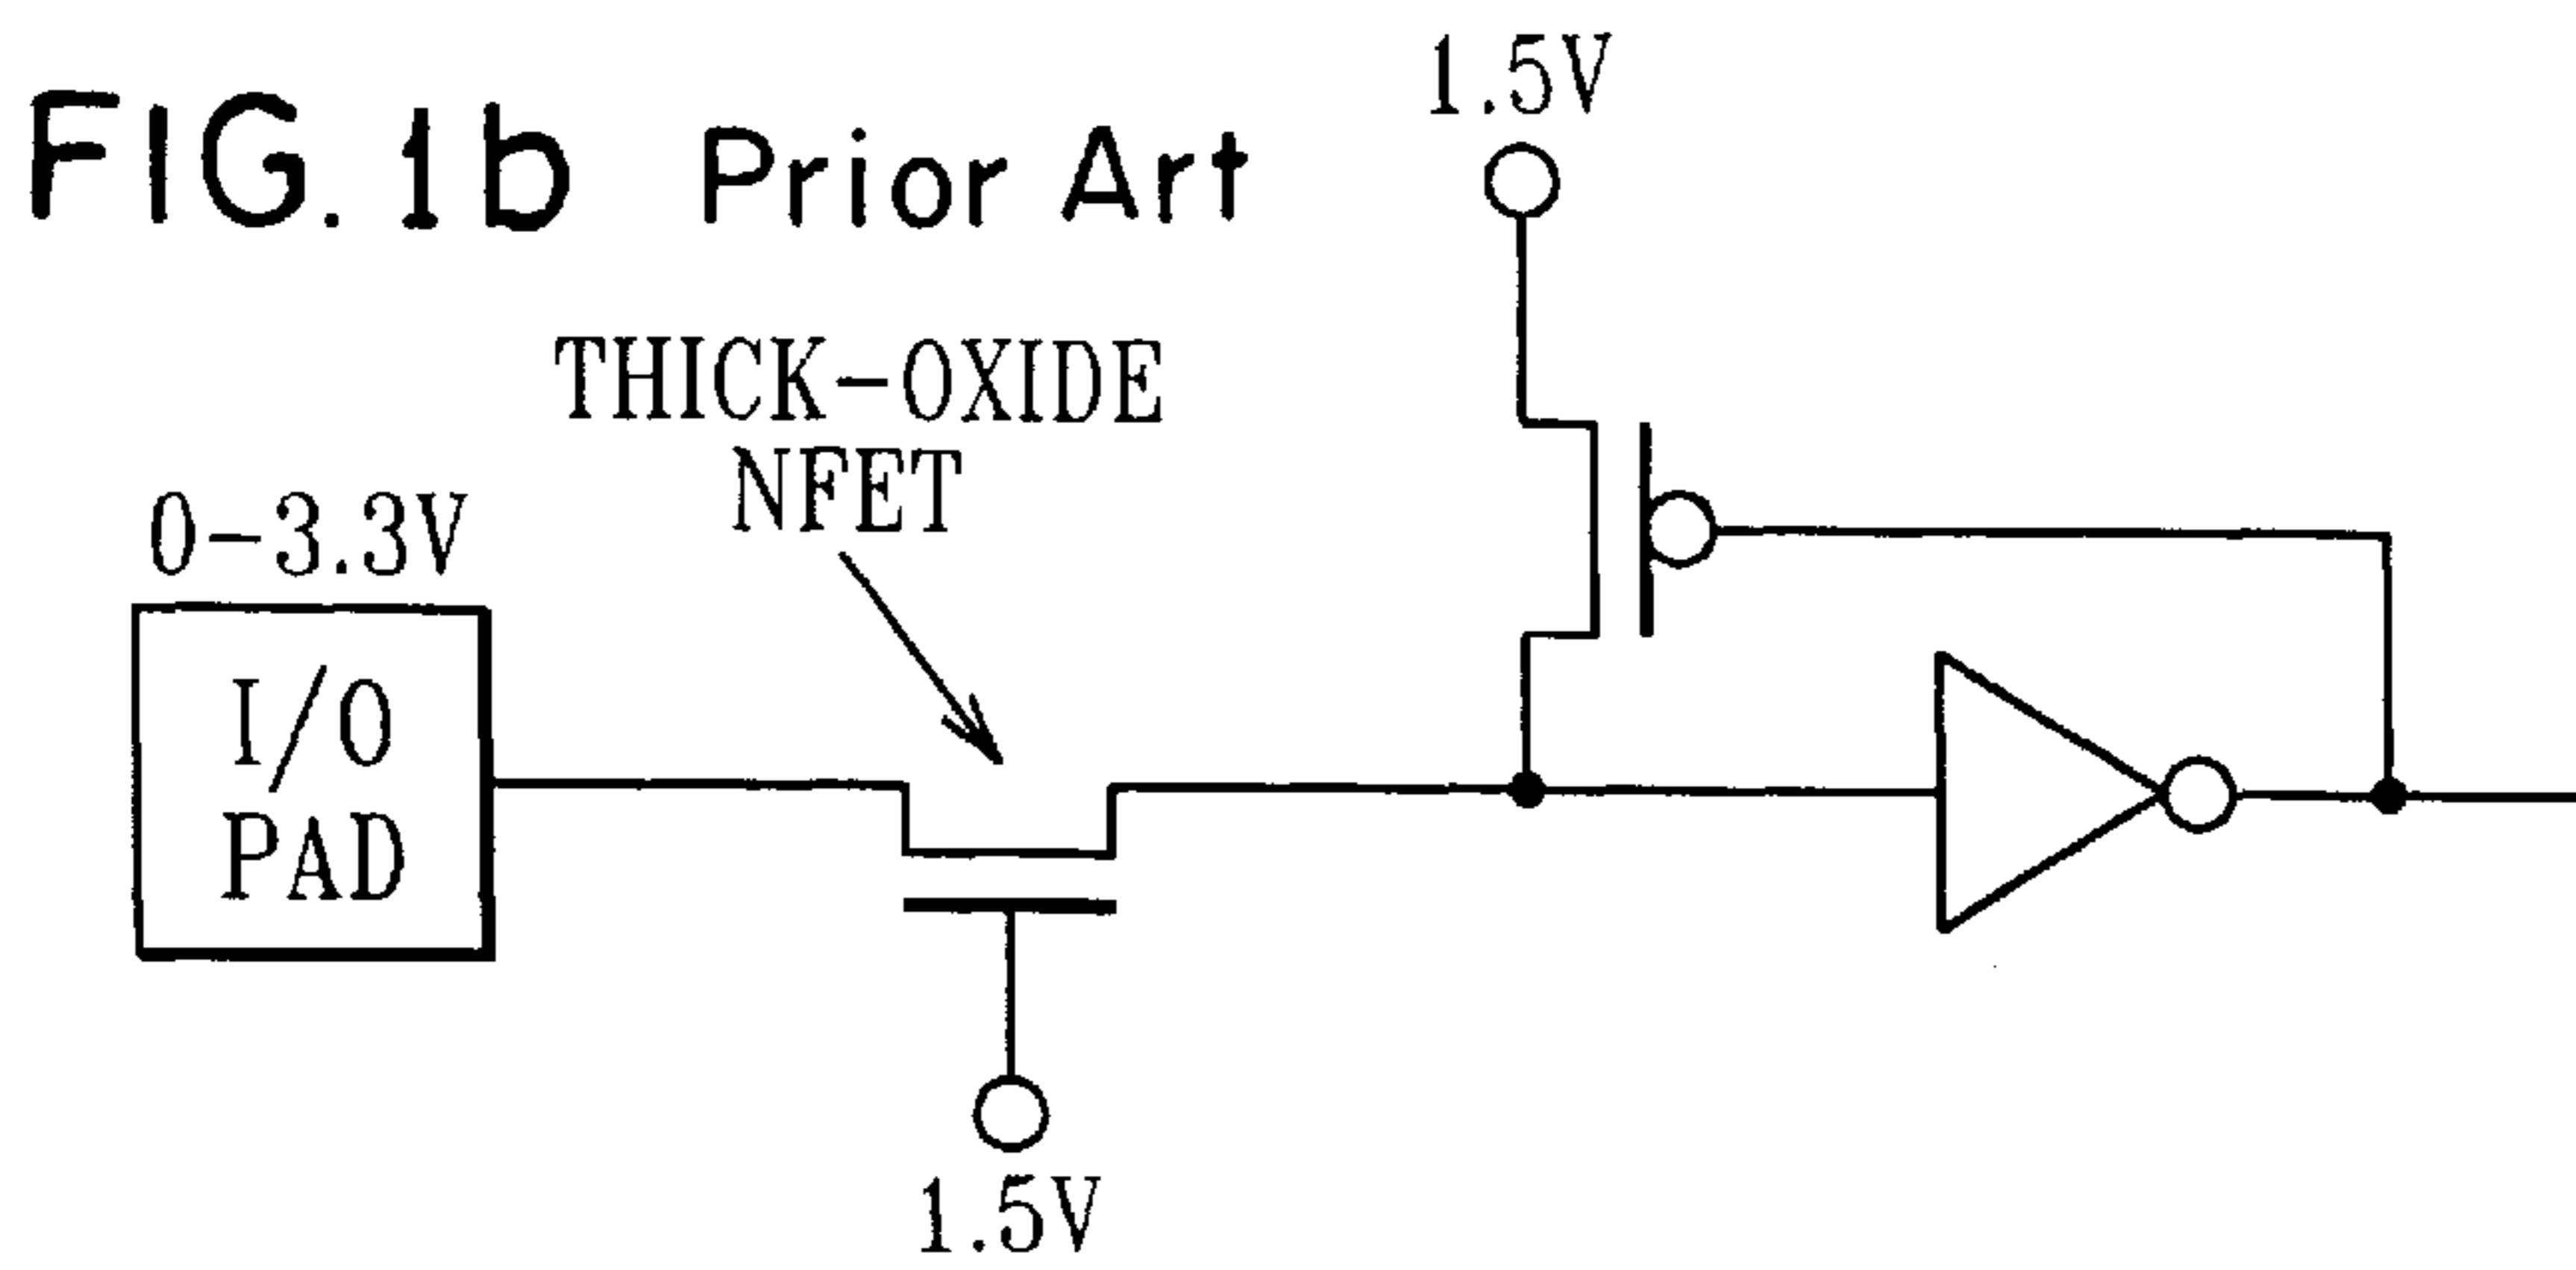 FIG. 1b Prior Art
1.5V
THICK-OXIDE
NFET
0-3.3V
I/O
PAD
1.5V